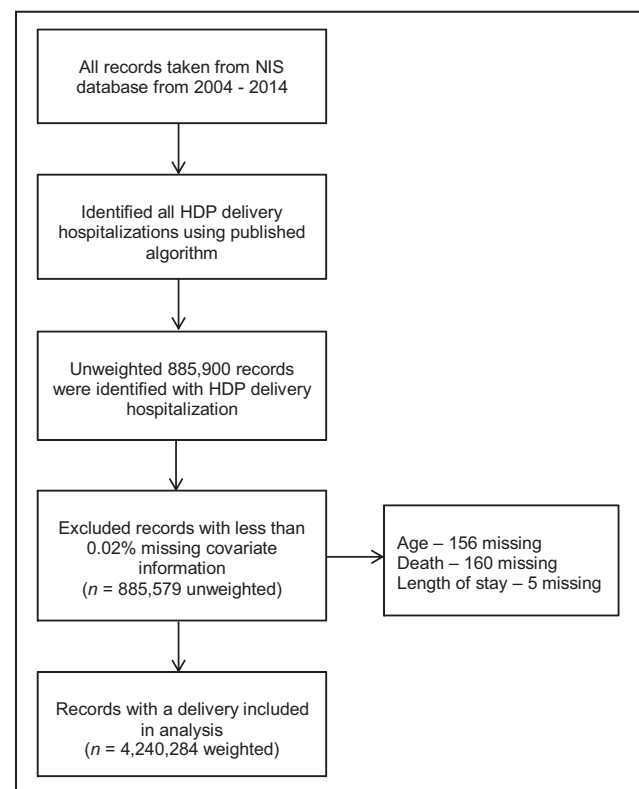 All records taken from NIS
database from 2004 - 2014
Identified all HDP delivery
hospitalizations using published
algorithm
Unweighted 885,900 records
were identified with HDP delivery
hospitalization
Excluded records with less than
0.02% missing covariate
information
(n = 885,579 unweighted)
Age – 156 missing
Death – 160 missing
Length of stay – 5 missing
Records with a delivery included
in analysis
(n = 4,240,284 weighted)